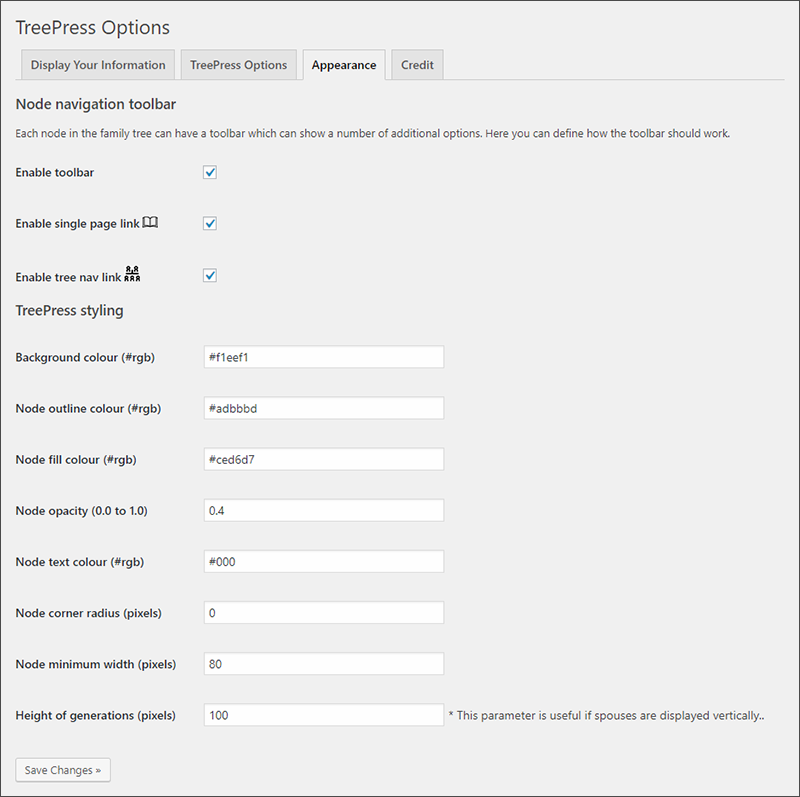 TreePress Options
Display Your Information TreePress Options Appearance Credit
Node navigation toolbar
Each node in the family tree can have a toolbar which can show a number of additional options. Here you can define how the toolbar should work.
Enable toolbar
Enable single page link
Enable tree nav link
TreePress styling
Background colour (#rgb) #f1eef1
Node outline colour (#rgb) #adbbbd
Node fill colour (#rgb) #ced6d7
Node opacity (0.0 to 1.0) 0.4
Node text colour (#rgb) #000
Node corner radius (pixels) 0
Node minimum width (pixels) 80
Height of generations (pixels) 100 * This parameter is useful if spouses are displayed vertically..
Save Changes »